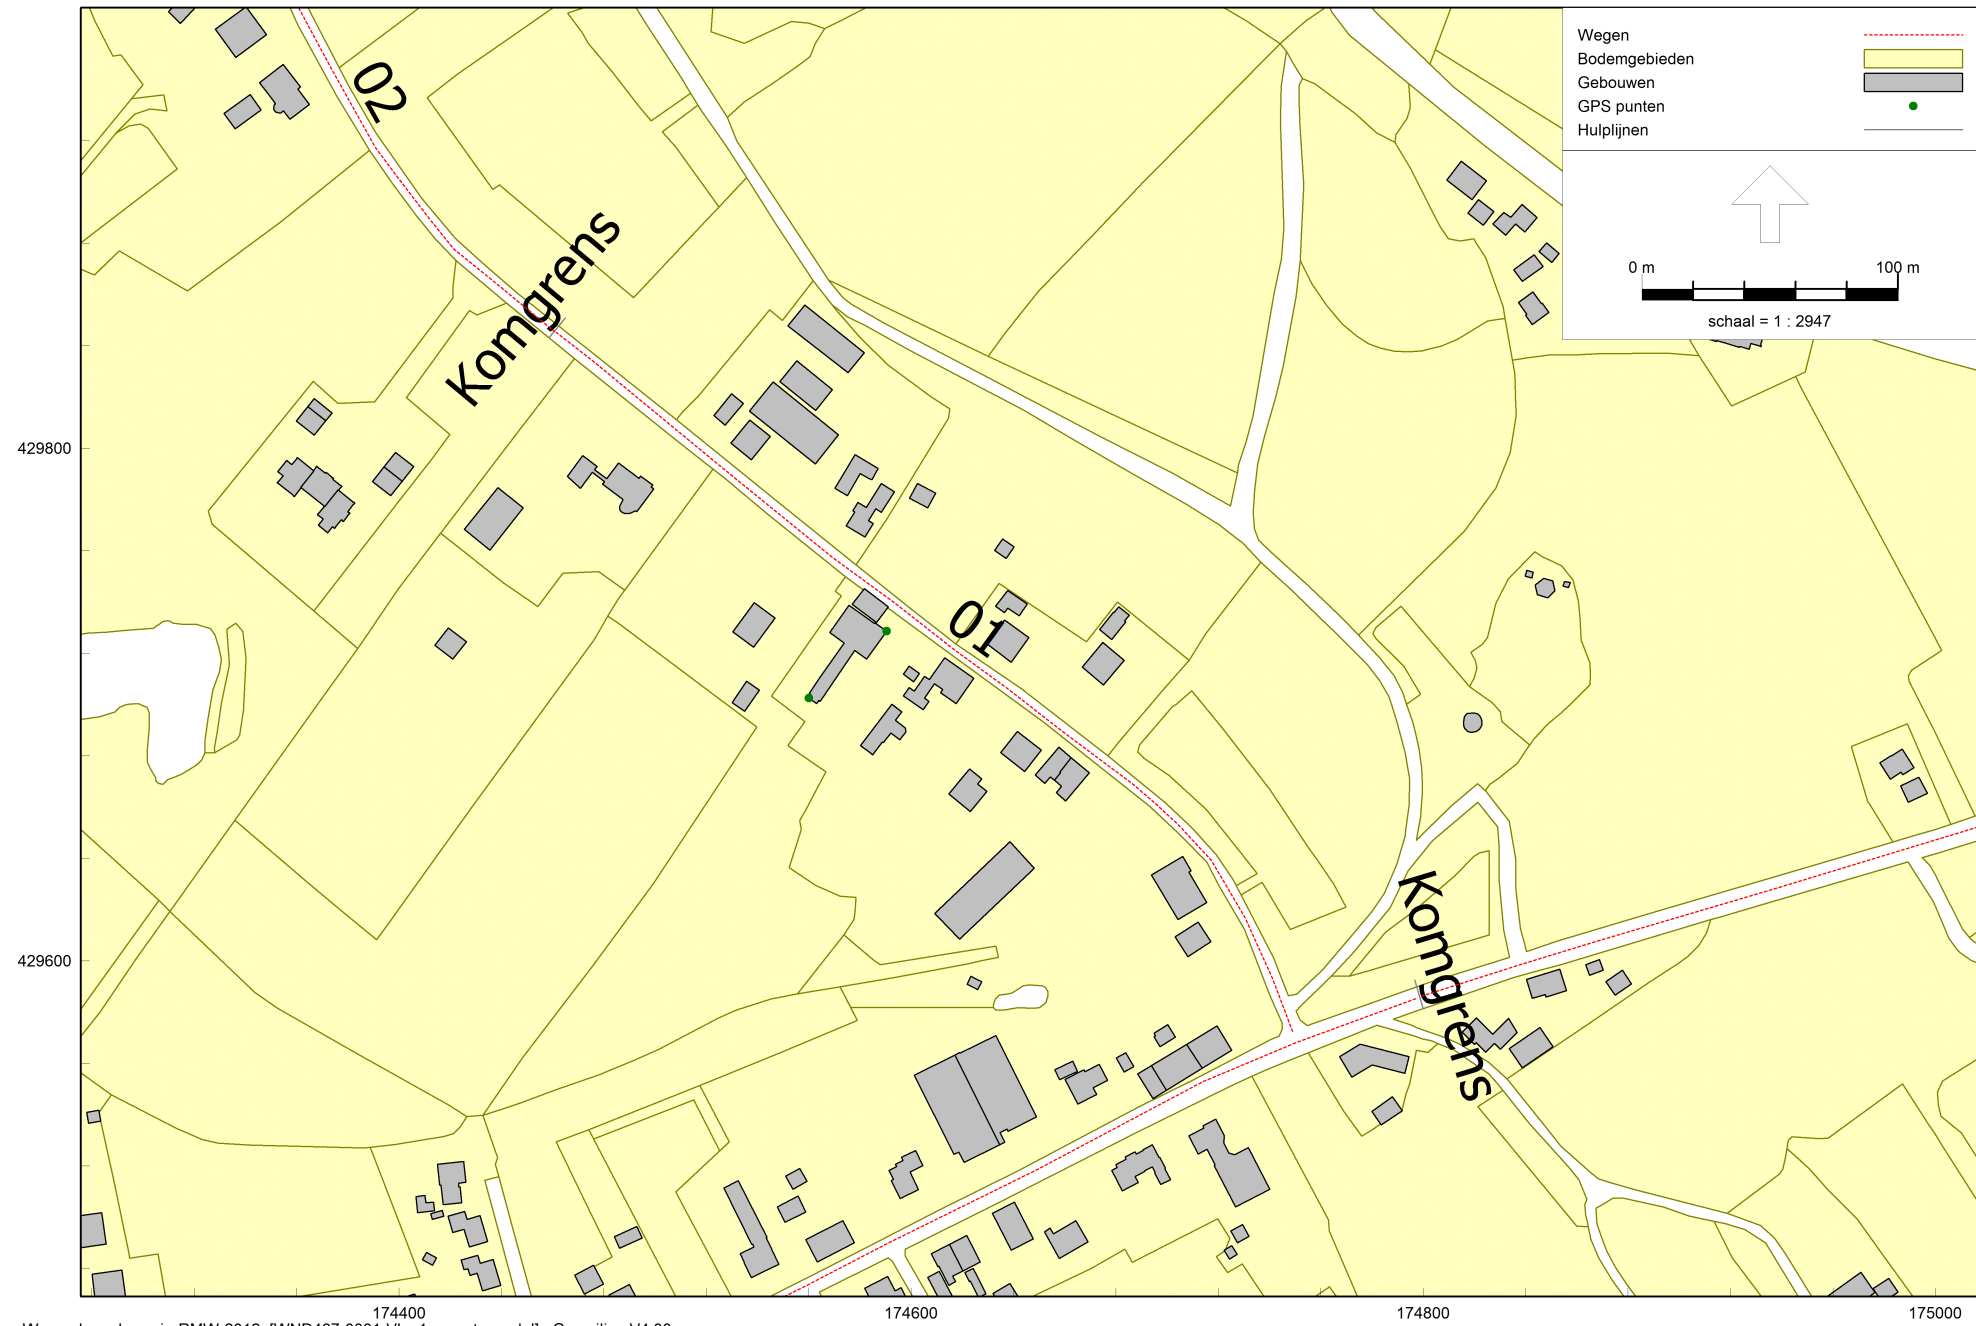 Wegen
Bodemgebieden
Gebouwen
GPS punten
Hulplijnen
0 m 100 m
schaal = 1 : 2947
02
Komgrens
01
Komgrens
429800
429600
174400 174600 174800 175000